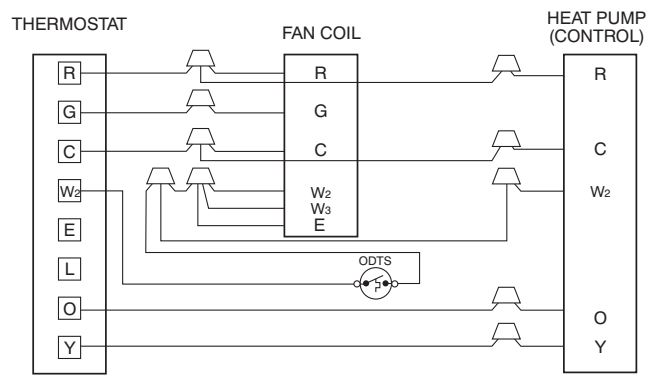 THERMOSTAT
FAN COIL
HEAT PUMP
(CONTROL)
R
G
C
W2
E
L
O
Y
R
G
C
W2
W3
E
ODTS
R
C
W2
O
Y